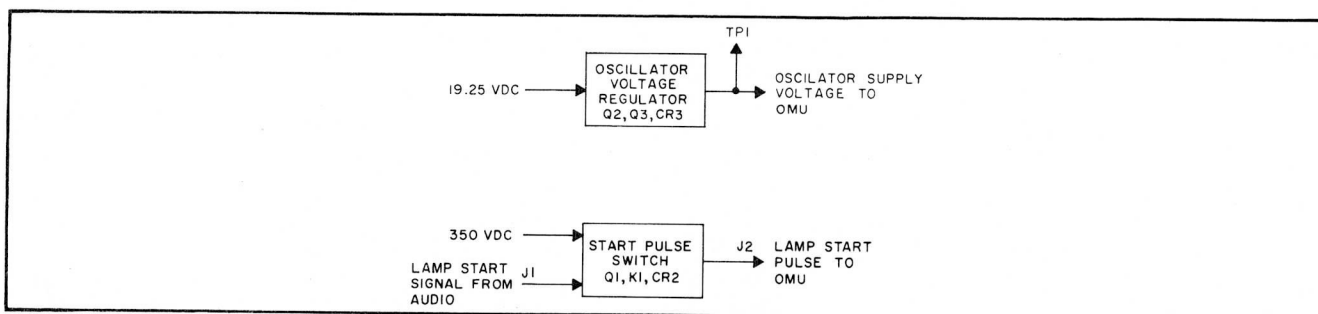 TP1
19.25 VDC
OSCILLATOR
VOLTAGE
REGULATOR
Q2,Q3,CR3
OSCILATOR SUPPLY
VOLTAGE TO
OMU
350 VDC
LAMP START
SIGNAL FROM
AUDIO
J1
START PULSE
SWITCH
Q1,K1,CR2
J2
LAMP START
PULSE TO
OMU